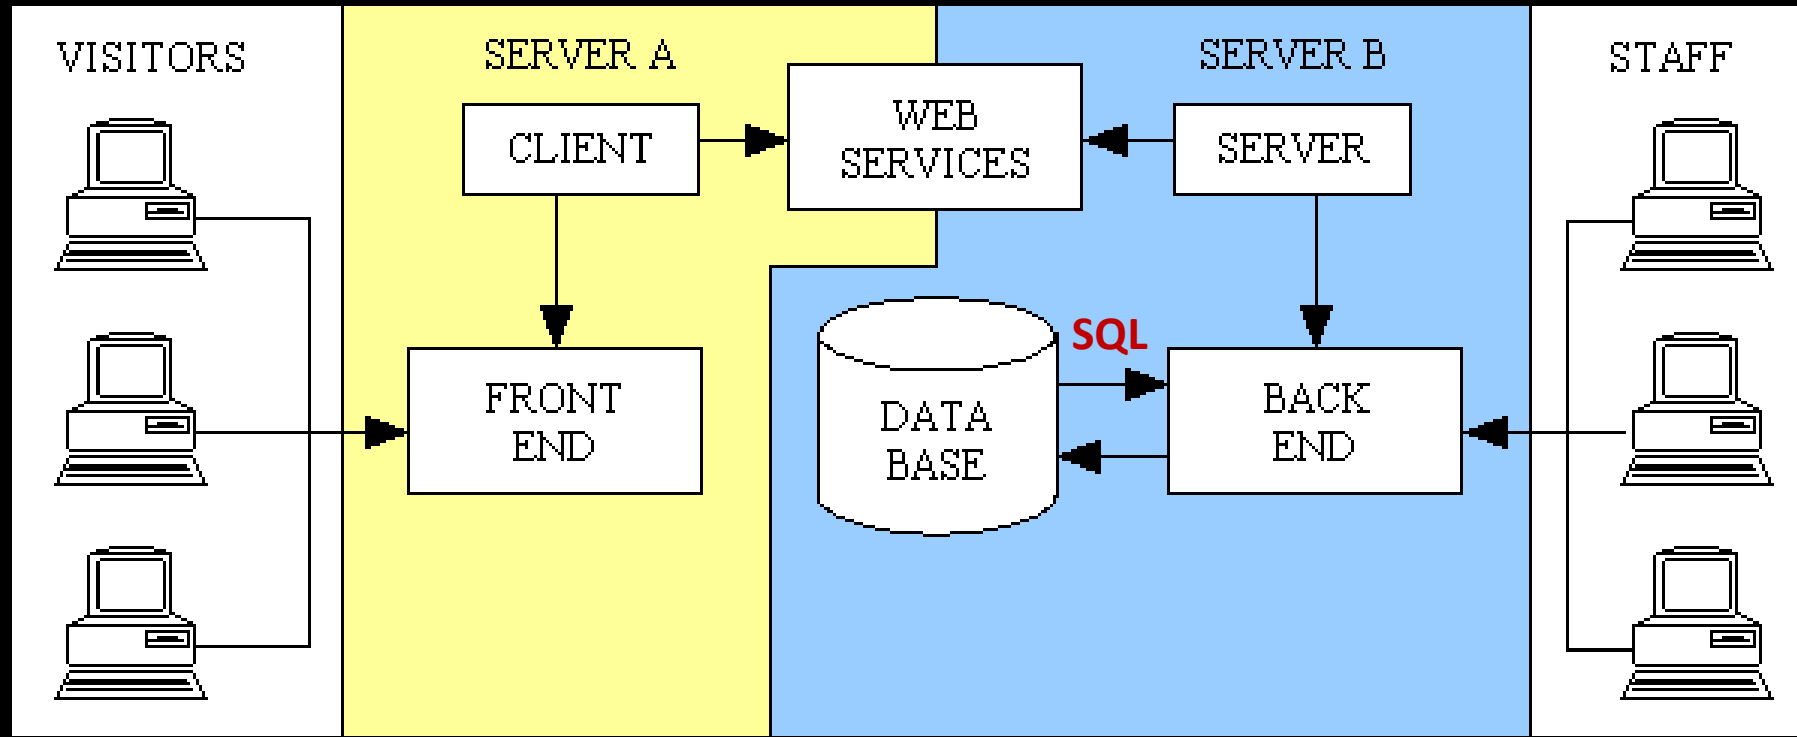 VISITORS
SERVER A
SERVER B
STAFF
CLIENT
WEB
SERVICES
SERVER
SQL
FRONT
END
DATA
BASE
BACK
END